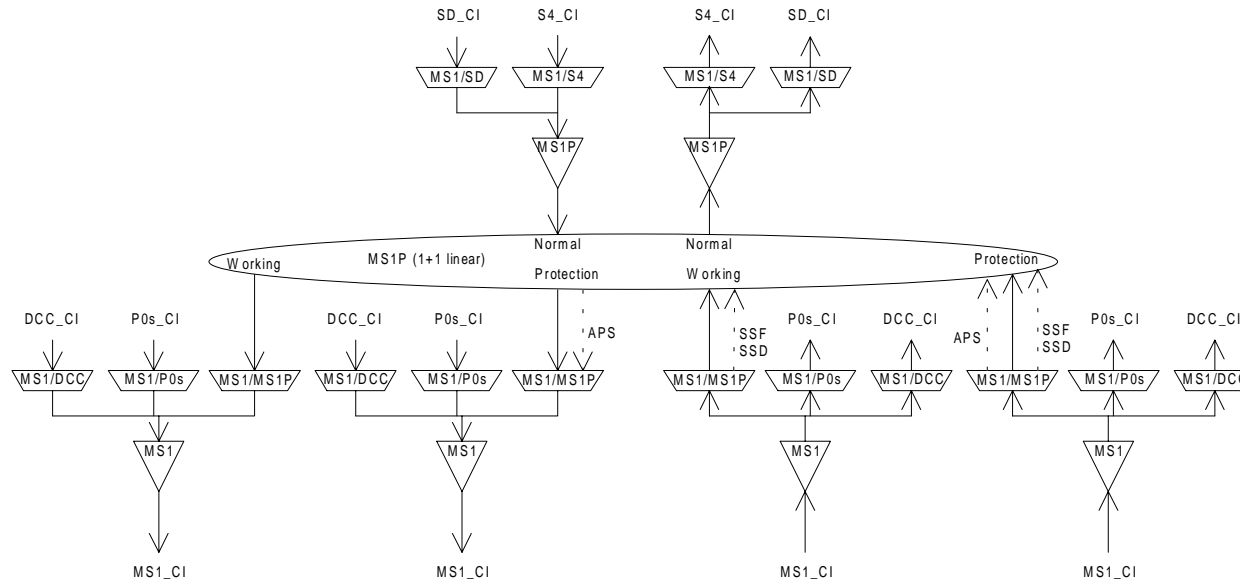 SD_CI S4_CI S4_CI SD_CI
MS1/SD MS1/S4 MS1/S4 MS1/SD
MS1P MS1P
Normal Normal
Working MS1P (1+1 linear) Protection Working Protection
DCC_CI P0s_CI DCC_CI P0s_CI APS SSF P0s_CI DCC_CI APS SSF P0s_CI DCC_CI
SSD SSD
MS1/DCC MS1/P0s MS1/MS1P MS1/DCC MS1/P0s MS1/MS1P MS1/MS1P MS1/P0s MS1/DCC MS1/MS1P MS1/P0s MS1/DCC
MS1 MS1 MS1 MS1
MS1_CI MS1_CI MS1_CI MS1_CI